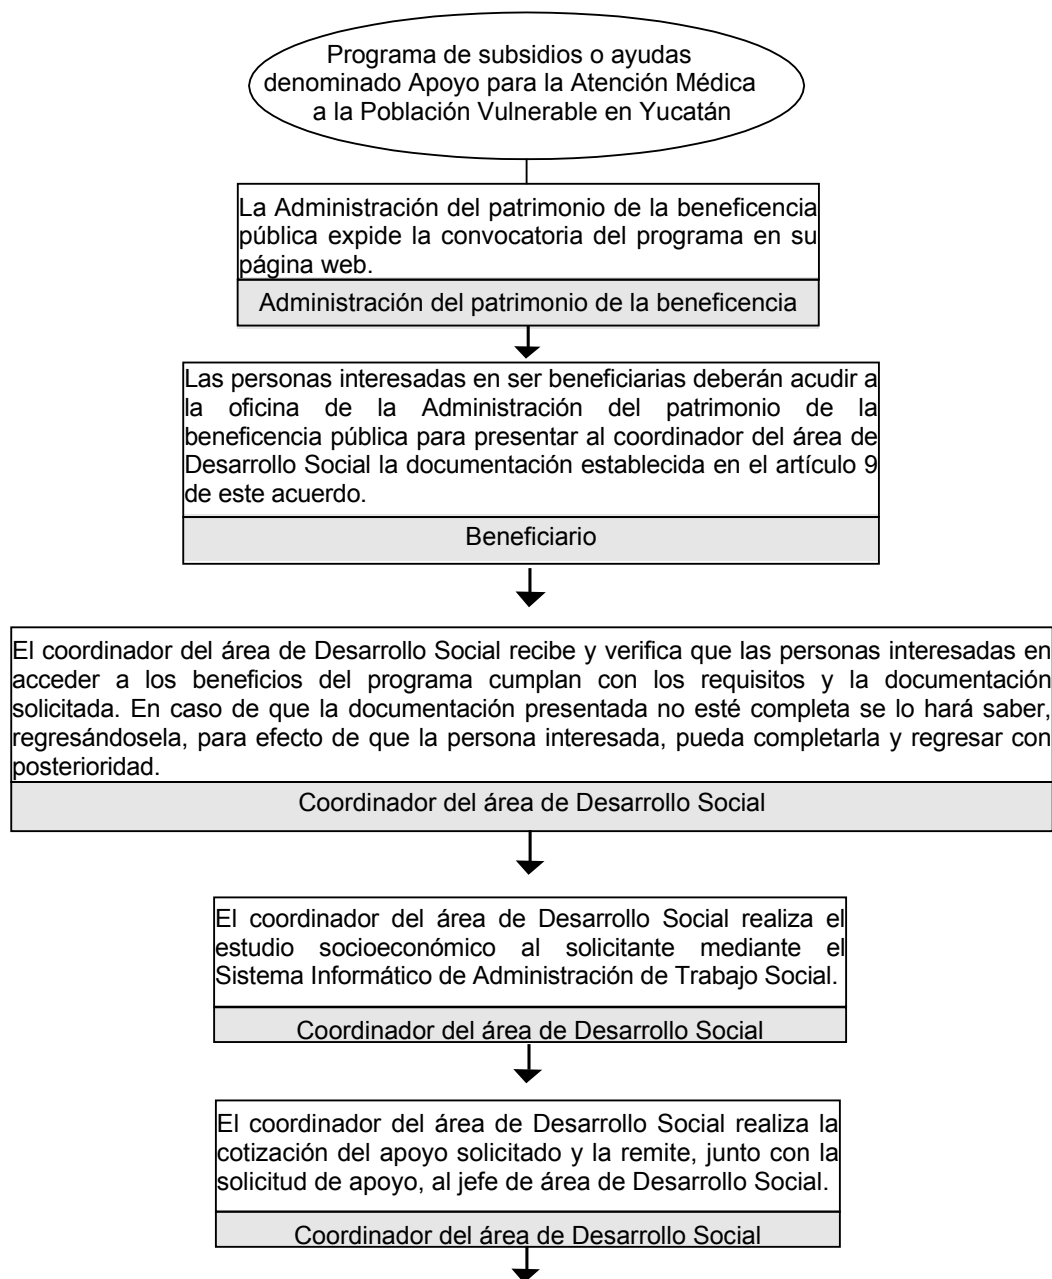 Programa de subsidios o ayudas
denominado Apoyo para la Atención Médica
a la Población Vulnerable en Yucatán
La Administración del patrimonio de la beneficencia
pública expide la convocatoria del programa en su
página web.
Administración del patrimonio de la beneficencia
Las personas interesadas en ser beneficiarias deberán acudir a
la oficina de la Administración del patrimonio de la
beneficencia pública para presentar al coordinador del área de
Desarrollo Social la documentación establecida en el artículo 9
de este acuerdo.
Beneficiario
El coordinador del área de Desarrollo Social recibe y verifica que las personas interesadas en
acceder a los beneficios del programa cumplan con los requisitos y la documentación
solicitada. En caso de que la documentación presentada no esté completa se lo hará saber,
regresándosela, para efecto de que la persona interesada, pueda completarla y regresar con
posterioridad.
Coordinador del área de Desarrollo Social
El coordinador del área de Desarrollo Social realiza el
estudio socioeconómico al solicitante mediante el
Sistema Informático de Administración de Trabajo Social.
Coordinador del área de Desarrollo Social
El coordinador del área de Desarrollo Social realiza la
cotización del apoyo solicitado y la remite, junto con la
solicitud de apoyo, al jefe de área de Desarrollo Social.
Coordinador del área de Desarrollo Social